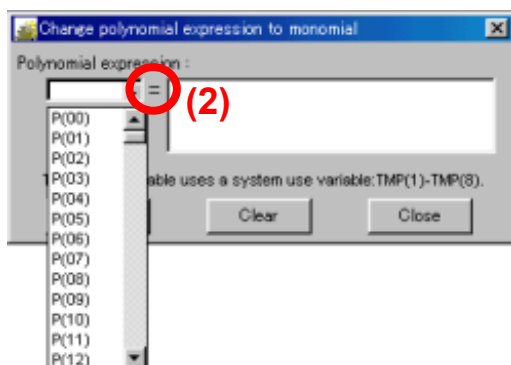 Change polynomial expression to monomial
Polynomial expression :
=
(2)
P(00)
P(01)
P(02)
P(03)
able uses a system use variable:TMP(1)-TMP(8).
P(04)
P(05)
Clear
Close
P(06)
P(07)
P(08)
P(09)
P(10)
P(11)
P(12)